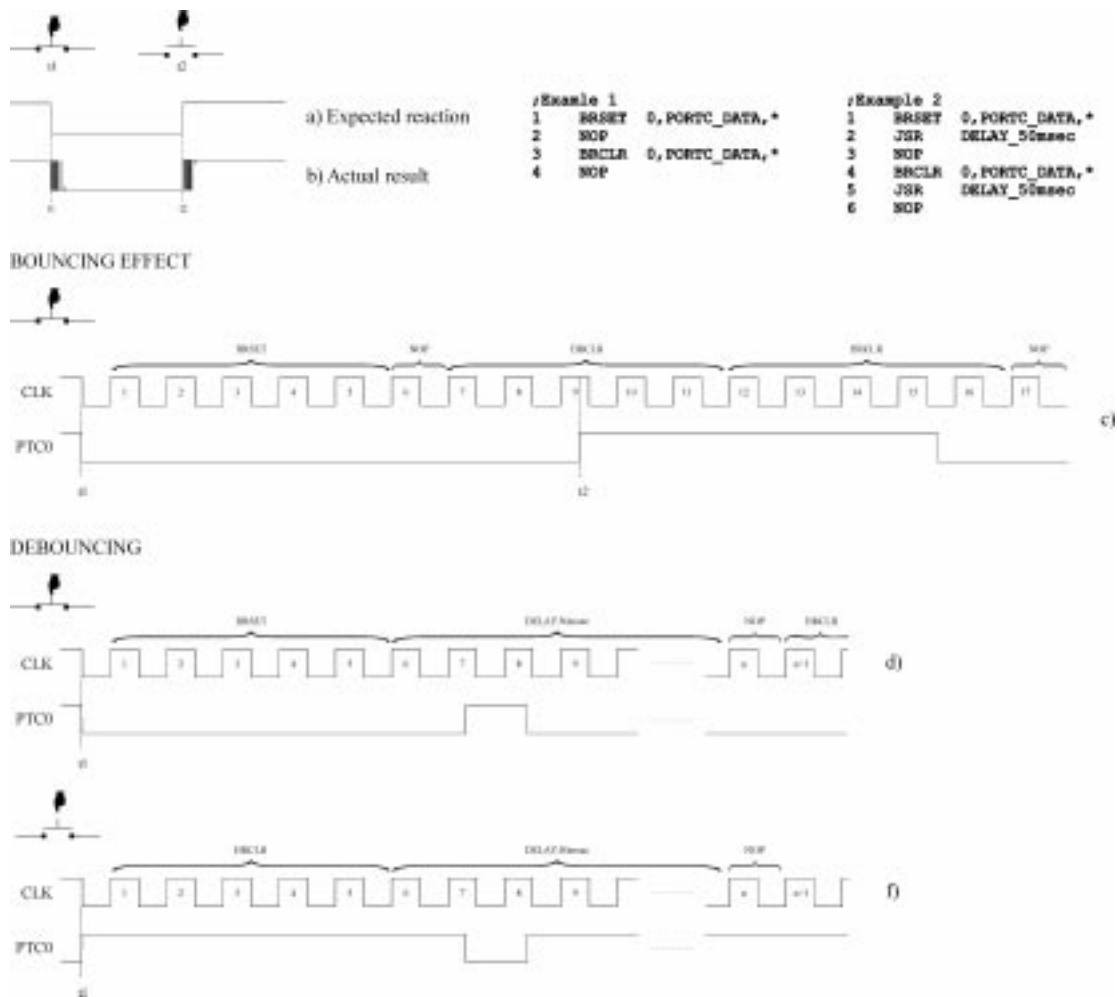 t1 t2
a) Expected reaction
b) Actual result
;Examle 1
1 BRSET 0,PORTC_DATA,*
2 NOP
3 BRCLR 0,PORTC_DATA,*
4 NOP
;Example 2
1 BRSET 0,PORTC_DATA,*
2 JSR DELAY_50msec
3 NOP
4 BRCLR 0,PORTC_DATA,*
5 JSR DELAY_50msec
6 NOP
t2
BOUNCING EFFECT
BRSET NOP BRCLR BRCLR NOP
CLK 1 2 3 4 5 6 7 8 9 10 11 12 13 14 15 16 17
c)
PTC0
t1 t2
DEBOUNCING
BRSET NOP BRCLR
CLK 1 2 3 4 5 6 7 8 9 n n+1
d)
PTC0
t1
BRCLR NOP
CLK 1 2 3 4 5 6 7 8 9 n n+1
f)
PTC0